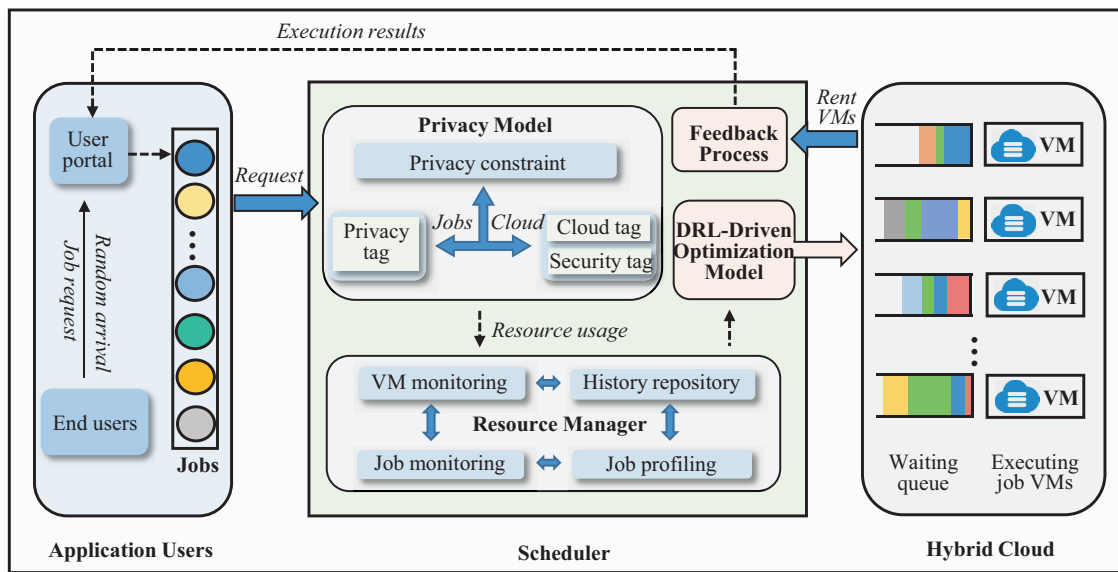 Execution results
User
portal
Random arrival
Job request
End users
Jobs
Application Users
Request
Privacy Model
Privacy constraint
Jobs
Cloud
Privacy
tag
Cloud tag
Security tag
Feedback
Process
DRL-Driven
Optimization
Model
Resource usage
VM monitoring
History repository
Resource Manager
Job monitoring
Job profiling
Scheduler
Rent
VMs
VM
VM
VM
VM
Waiting
queue
Executing
job VMs
Hybrid Cloud